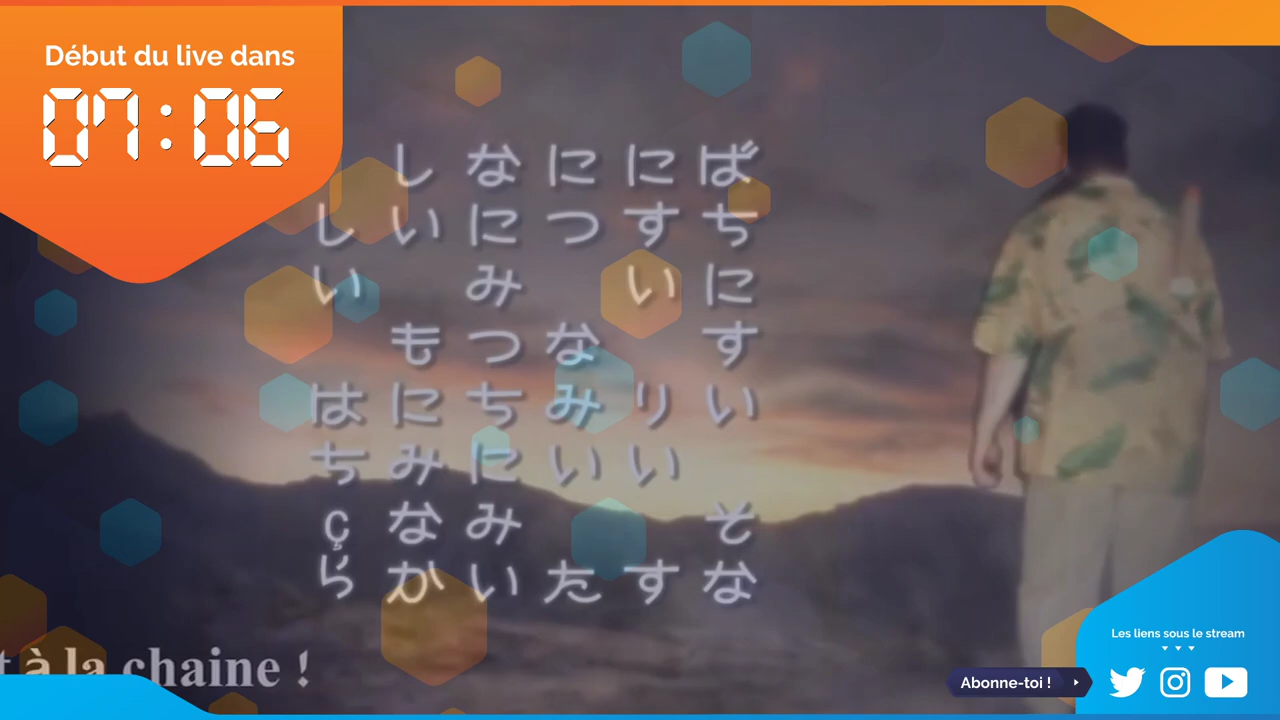 Début du live dans
07:06
ばちにすい そな
にすい りい す
につ なみい た
なにみつちにみい
しい もにみなか
しい はちçら
t à la chaine !
Les liens sous le stream
Abonne-toi !